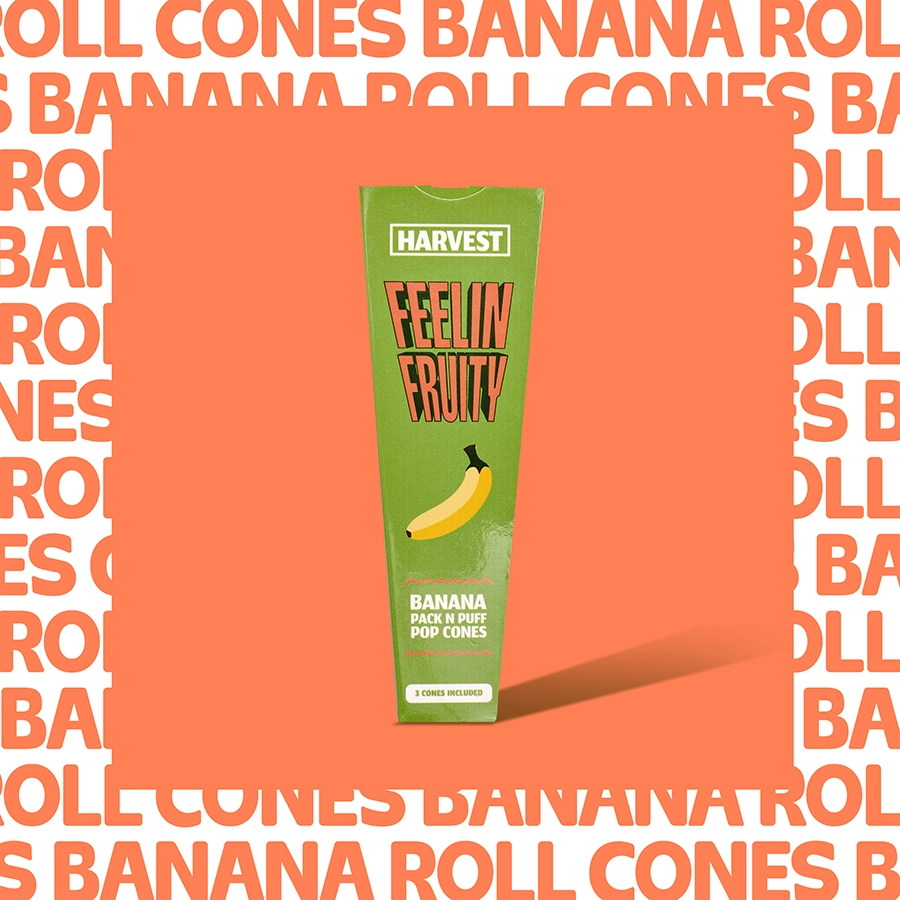 ROLL CONES BANANA ROLL
S BANANA ROLL CONES BA
HARVEST
FEELIN
FRUITY
BANANA
PACK N PUFF
POP CONES
3 CONES INCLUDED
ROLL CONES BANANA ROLL
S BANANA ROLL CONES B